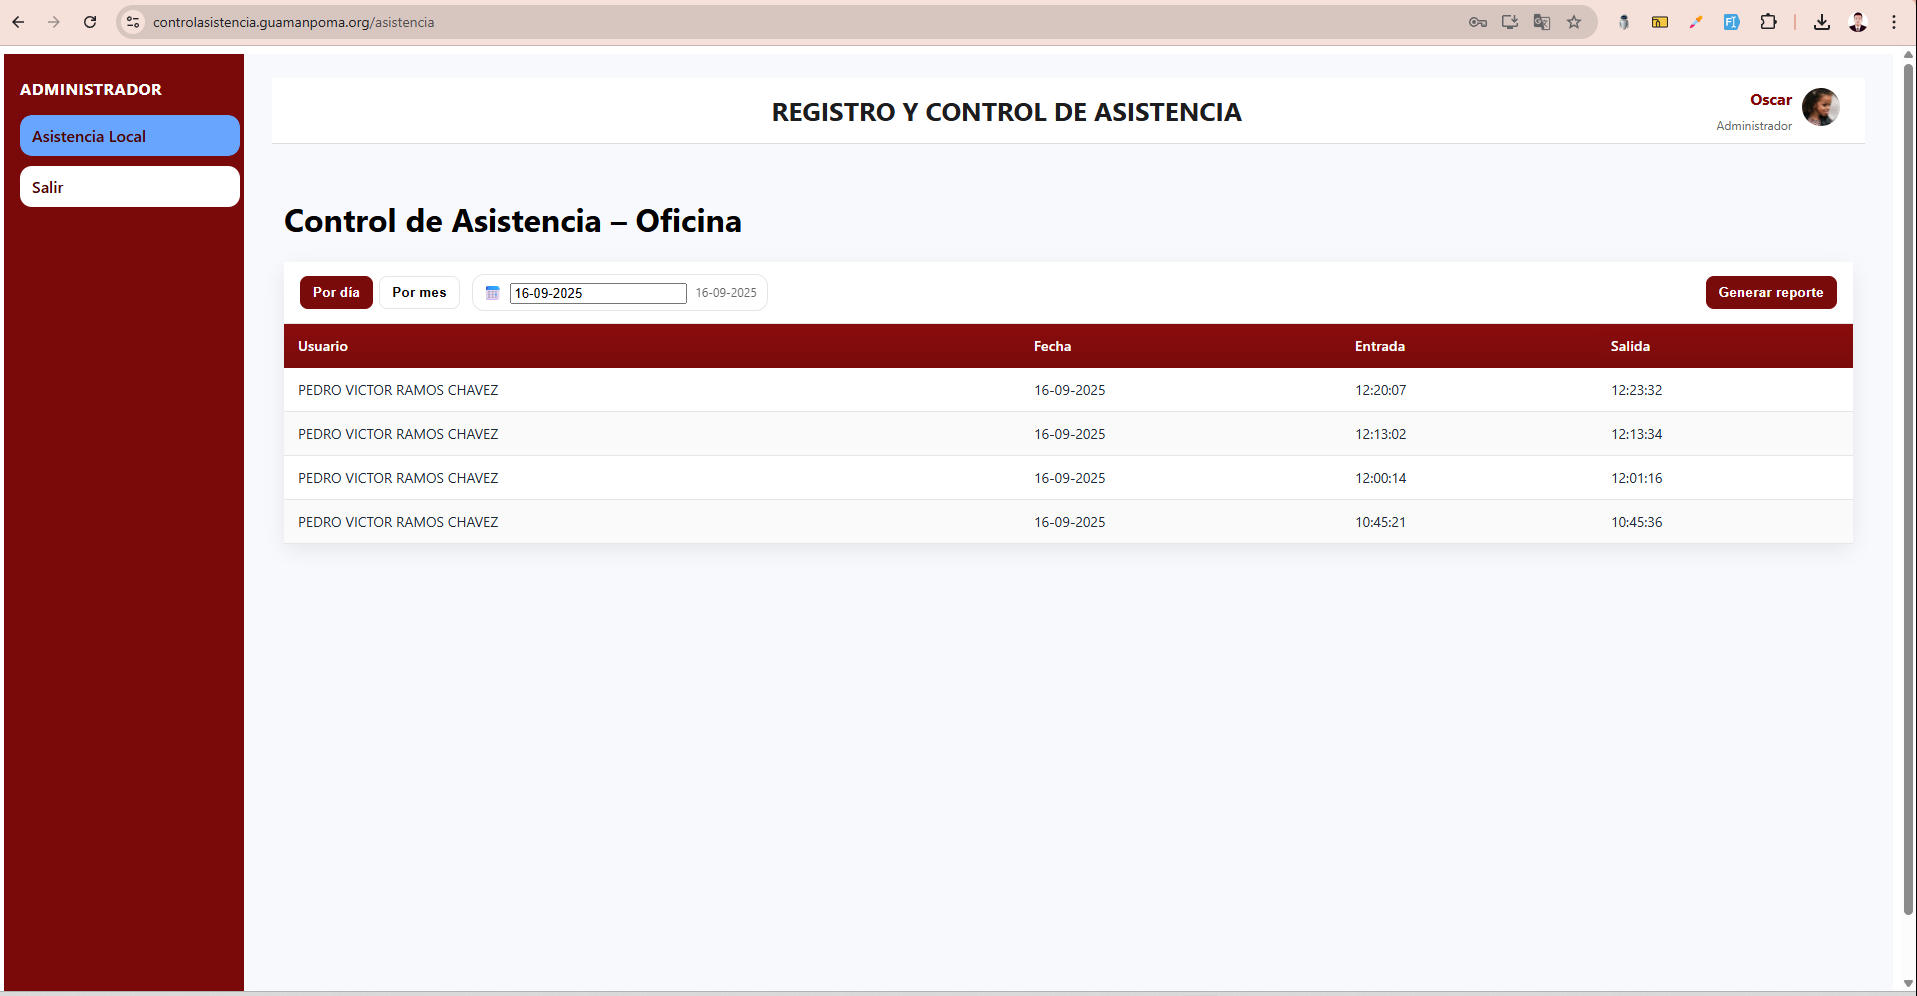 controlasistencia.guamanpoma.org/asistencia
ADMINISTRADOR
Asistencia Local
Salir
REGISTRO Y CONTROL DE ASISTENCIA
Oscar
Administrador
Control de Asistencia – Oficina
Por día Por mes 16-09-2025 16-09-2025 Generar reporte
Usuario Fecha Entrada Salida
PEDRO VICTOR RAMOS CHAVEZ 16-09-2025 12:20:07 12:23:32
PEDRO VICTOR RAMOS CHAVEZ 16-09-2025 12:13:02 12:13:34
PEDRO VICTOR RAMOS CHAVEZ 16-09-2025 12:00:14 12:01:16
PEDRO VICTOR RAMOS CHAVEZ 16-09-2025 10:45:21 10:45:36